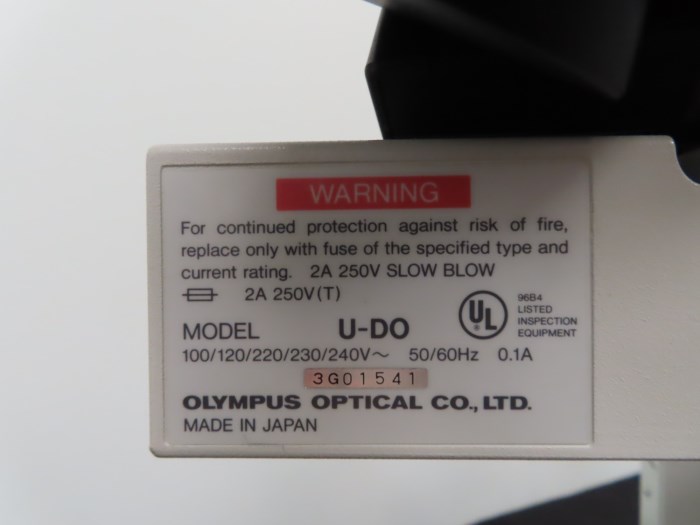 WARNING
For continued protection against risk of fire,
replace only with fuse of the specified type and
current rating. 2A 250V SLOW BLOW
2A 250V(T)
MODEL U-DO
UL
96B4
LISTED
INSPECTION
EQUIPMENT
100/120/220/230/240V~ 50/60Hz 0.1A
3G01541
OLYMPUS OPTICAL CO., LTD.
MADE IN JAPAN